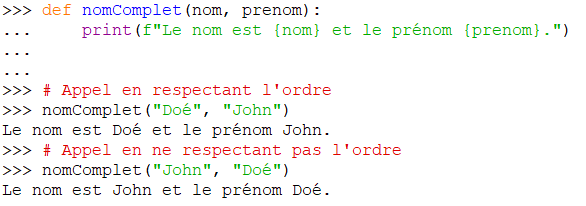 >>> def nomComplet(nom, prenom):
...     print(f"Le nom est {nom} et le prénom {prenom}.")
...
...
>>> # Appel en respectant l'ordre
>>> nomComplet("Doé", "John")
Le nom est Doé et le prénom John.
>>> # Appel en ne respectant pas l'ordre
>>> nomComplet("John", "Doé")
Le nom est John et le prénom Doé.